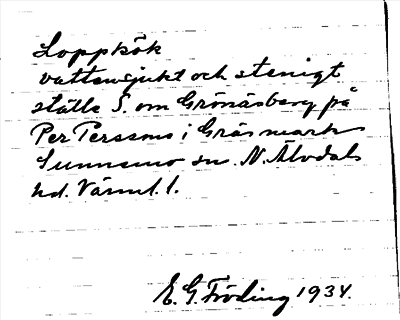 Loppkök
vattensjukt och stenigt
ställe S. om Grönåsberg på
Per Perssons i Gräsmark
Sunnemo sn. N. Älvdals
hd. Värml. l.
E. G. Fröding 1934.